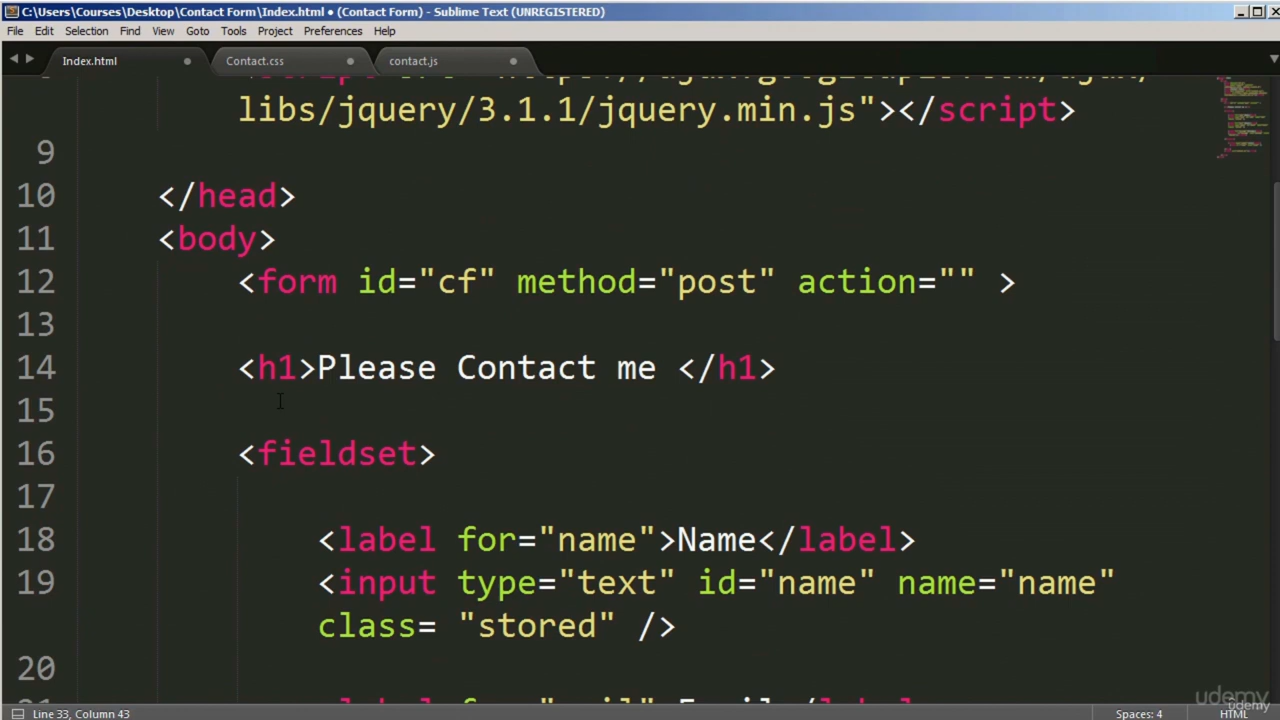 C:\Users\Courses\Desktop\Contact Form\Index.html • (Contact Form) - Sublime Text (UNREGISTERED)
File Edit Selection Find View Goto Tools Project Preferences Help
Index.html Contact.css contact.js
libs/jquery/3.1.1/jquery.min.js"></script>
9
10 </head>
11 <body>
12 <form id="cf" method="post" action="" >
13
14 <h1>Please Contact me </h1>
15
16 <fieldset>
17
18 <label for="name">Name</label>
19 <input type="text" id="name" name="name"
class= "stored" />
20
Line 33, Column 43 Spaces: 4 HTML
udemy
udemy